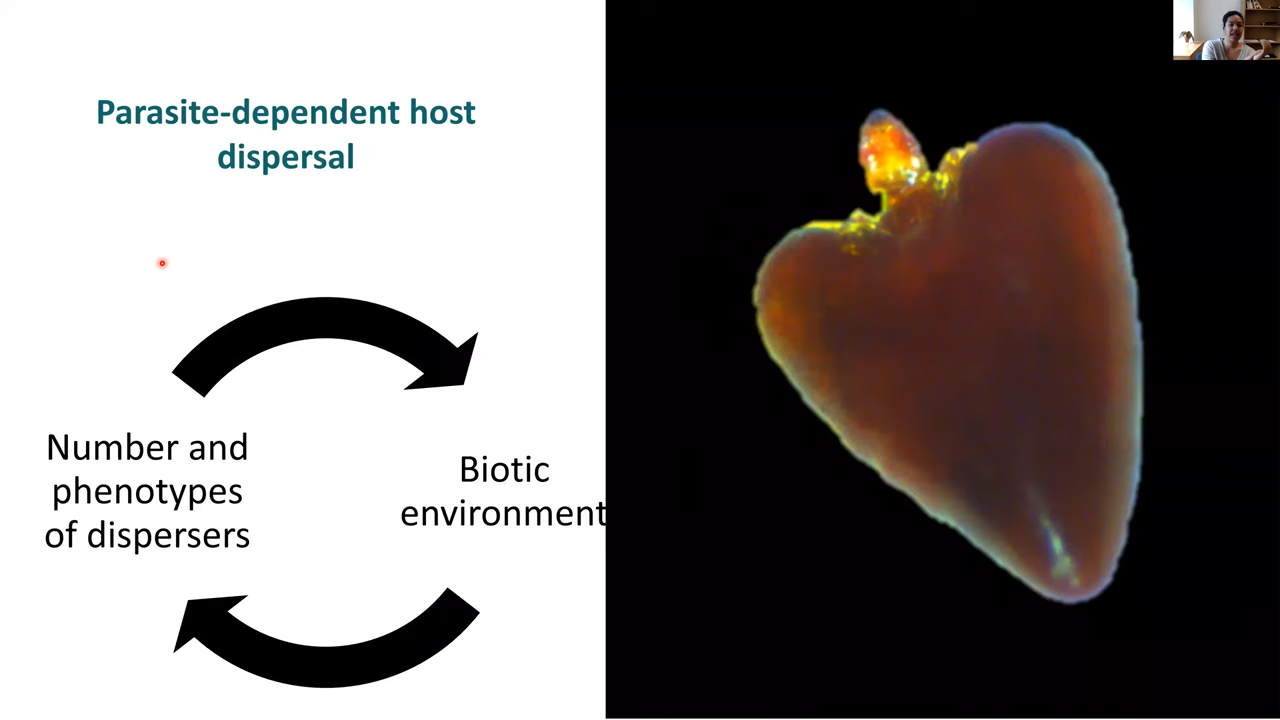 Parasite-dependent host
dispersal
Number and
phenotypes
of dispersers
Biotic
environment